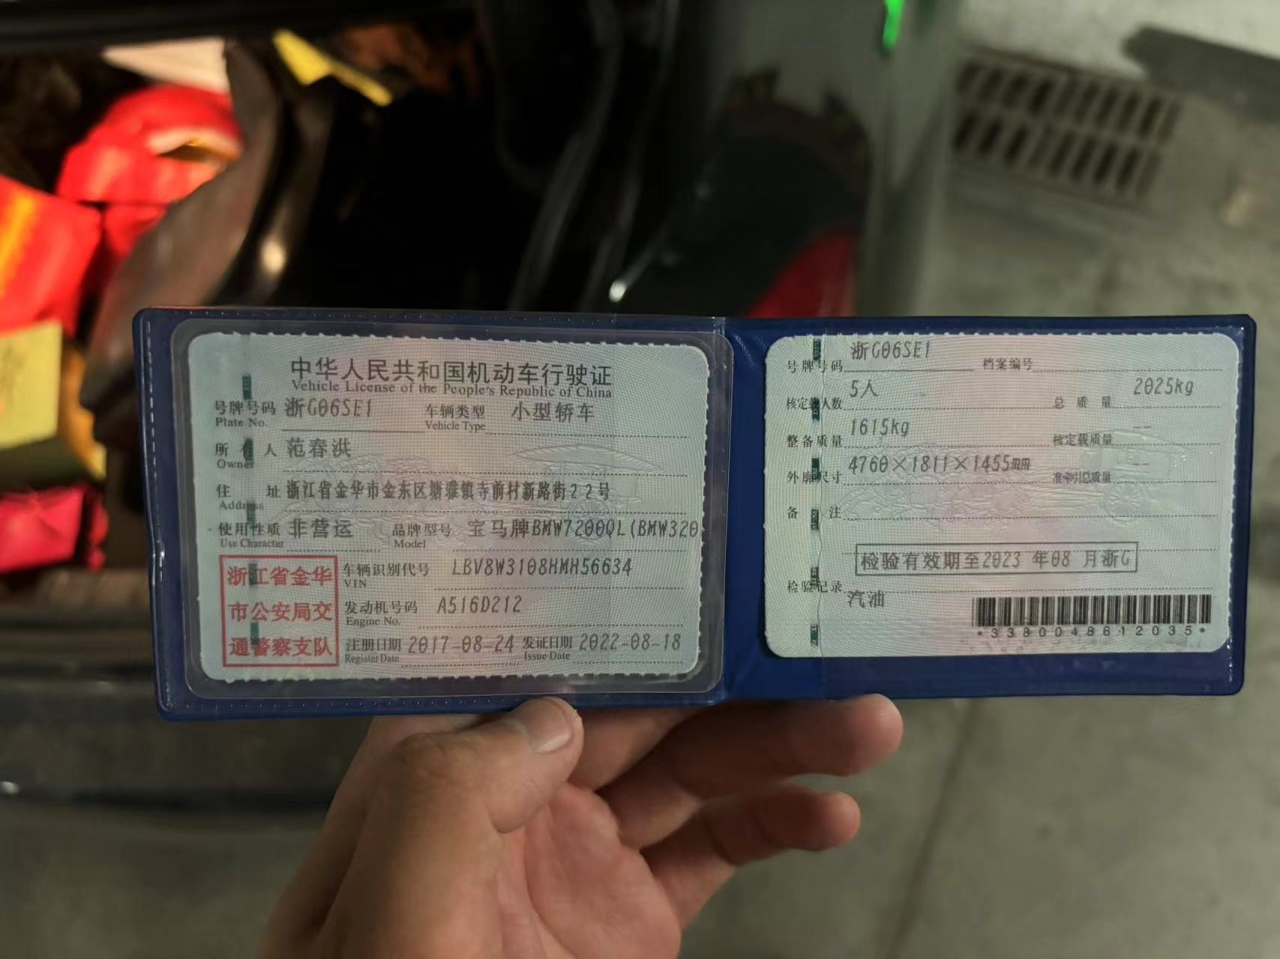 中华人民共和国机动车行驶证
Vehicle License of the People's Republic of China
号牌号码 浙G06SE1 车辆类型 小型轿车
Plate No. Vehicle Type
所有人 范春洪
Owner
住址 浙江省金华市金东区塘雅镇寺前村新路街22号
Address
使用性质 非营运 品牌型号 宝马牌BMW7200QL(BMW320
Use Character Model
浙江省金华
市公安局交
通警察支队
车辆识别代号 LBV8W3108HMH56634
VIN
发动机号码 A516D212
Engine No.
注册日期 2017-08-24 发证日期 2022-08-18
Register Date Issue Date
号牌号码 浙G06SE1 档案编号
核定载人数 5人 总质量 2025kg
整备质量 1615kg 核定载质量 --
外廓尺寸 4760×1811×1455mm 准牵引总质量 --
备注
检验有效期至2023 年08 月浙G
检验记录
汽油
*3380048612035*